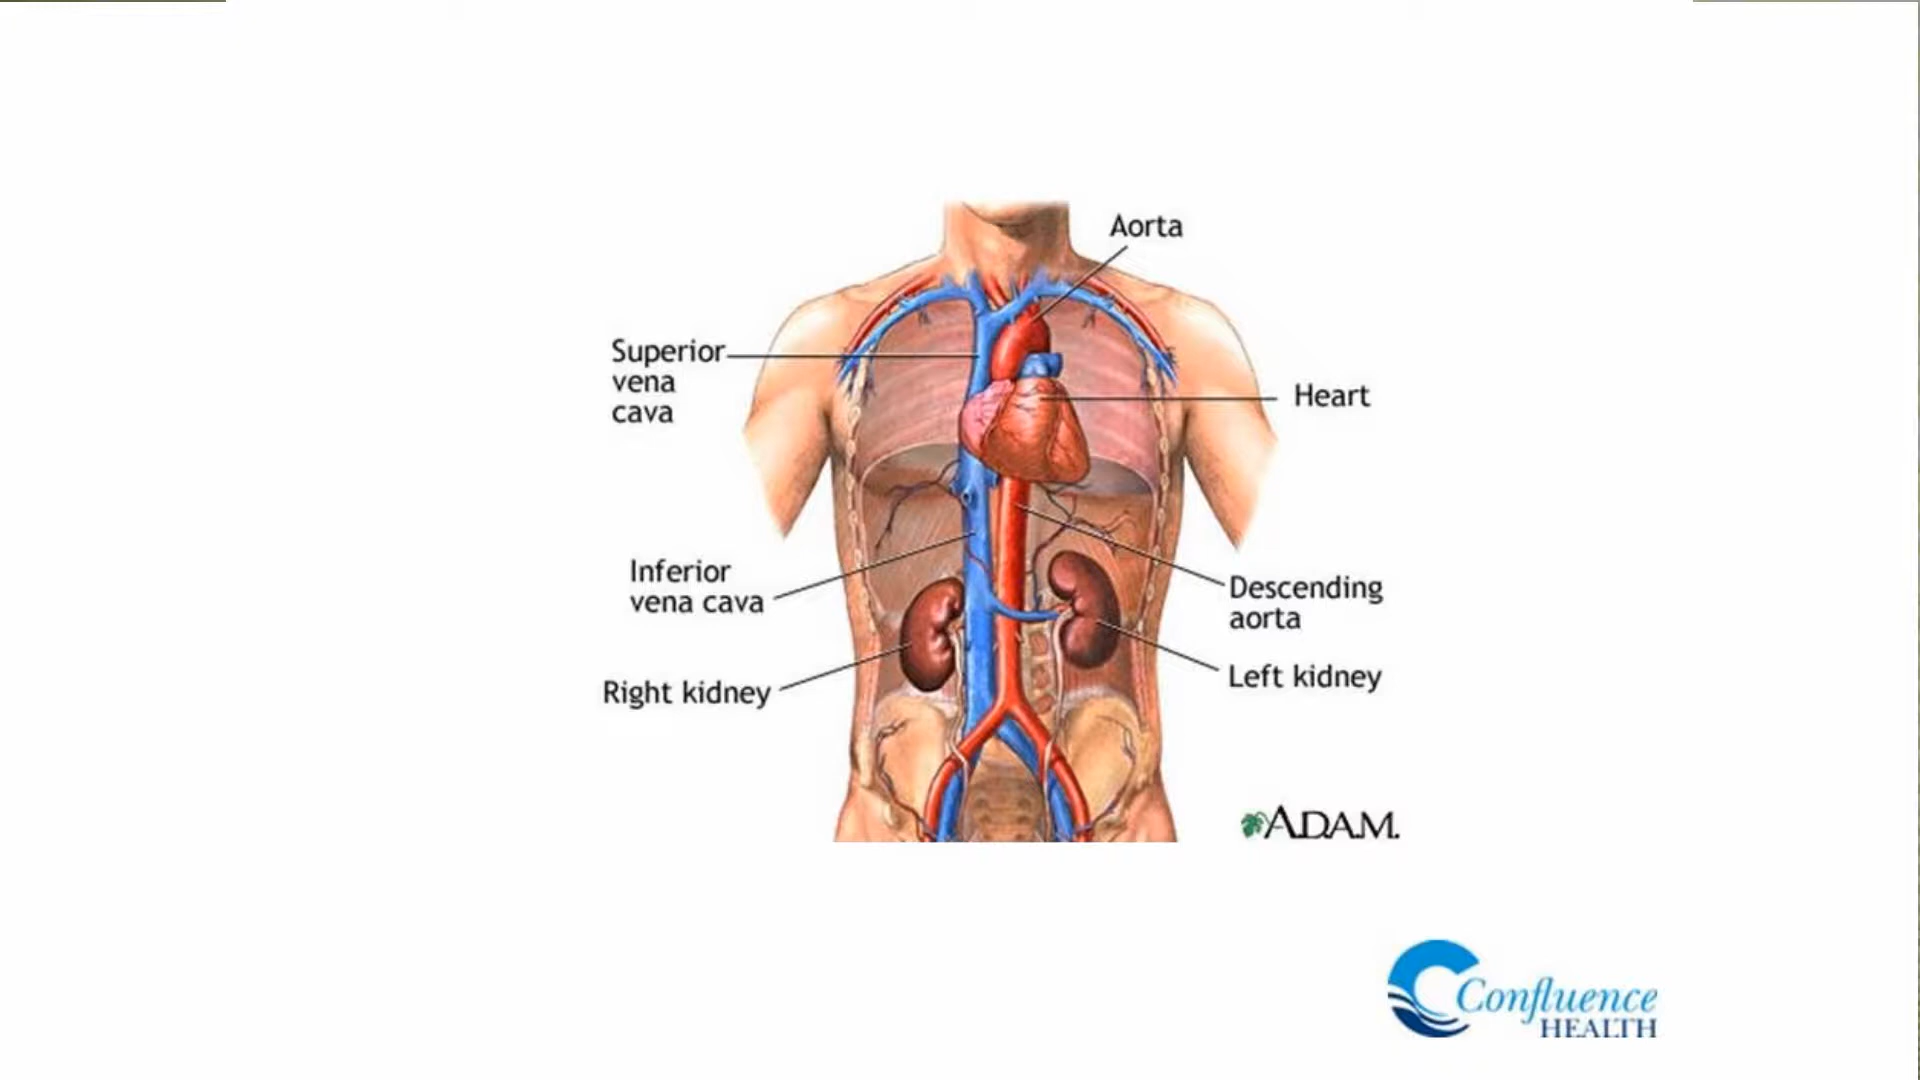 Aorta
Superior
vena
cava
Heart
Inferior
vena cava
Descending
aorta
Left kidney
Right kidney
A.D.A.M.
Confluence
HEALTH